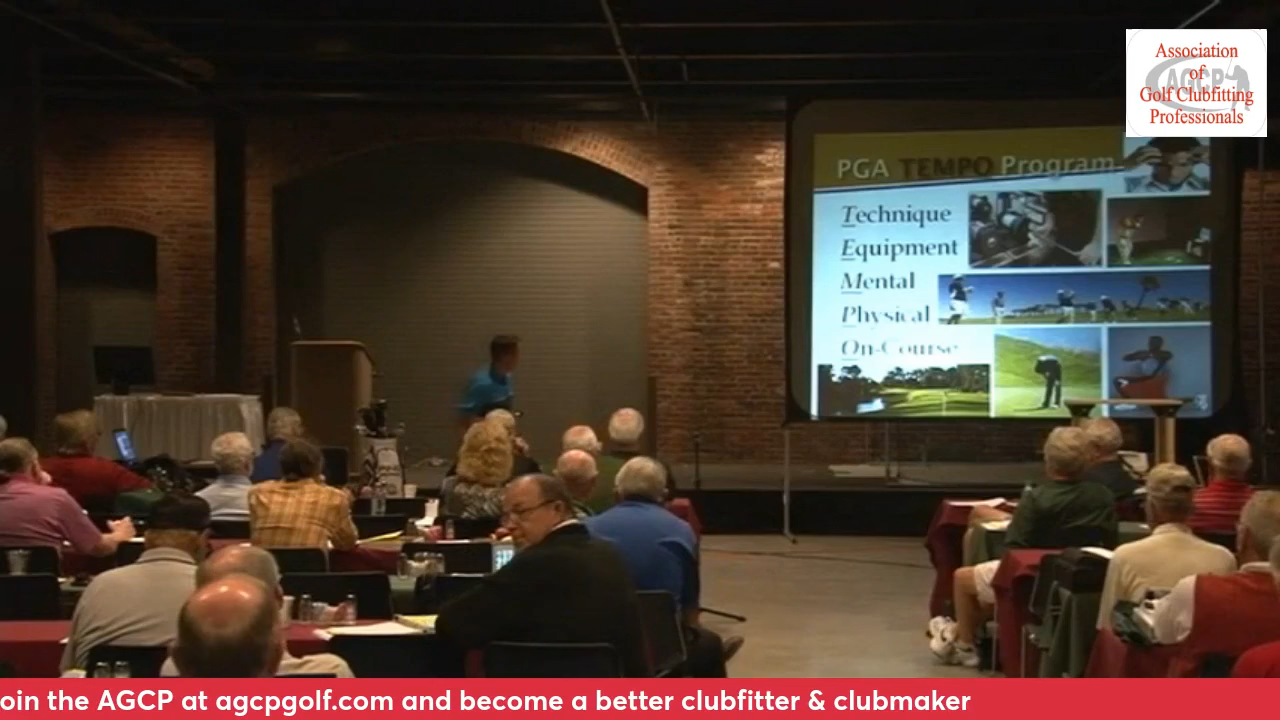 Association
of
AGCP
Golf Clubfitting
Professionals
PGA TEMPO Program
Technique
Equipment
Mental
Physical
On-Course
oin the AGCP at agcpgolf.com and become a better clubfitter & clubmaker